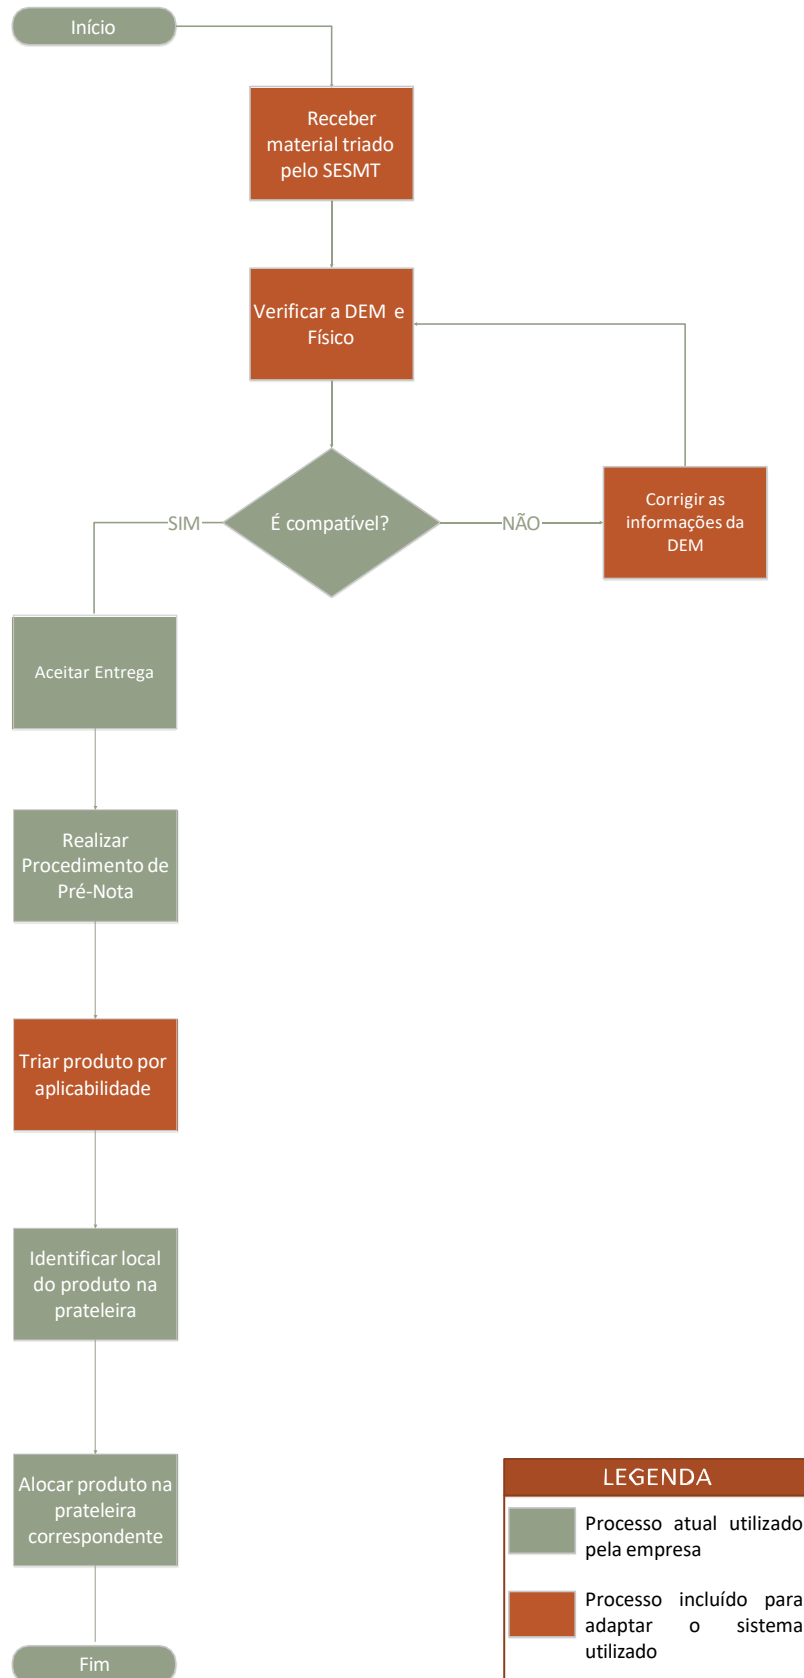 Início
Receber
material triado
pelo SESMT
Verificar a DEM e
Físico
É compatível?
SIM
NÃO
Corrigir as
informações da
DEM
Aceitar Entrega
Realizar
Procedimento de
Pré-Nota
Triar produto por
aplicabilidade
Identificar local
do produto na
prateleira
Alocar produto na
prateleira
correspondente
Fim
LEGENDA
Processo atual utilizado
pela empresa
Processo incluído para
adaptar o sistema
utilizado